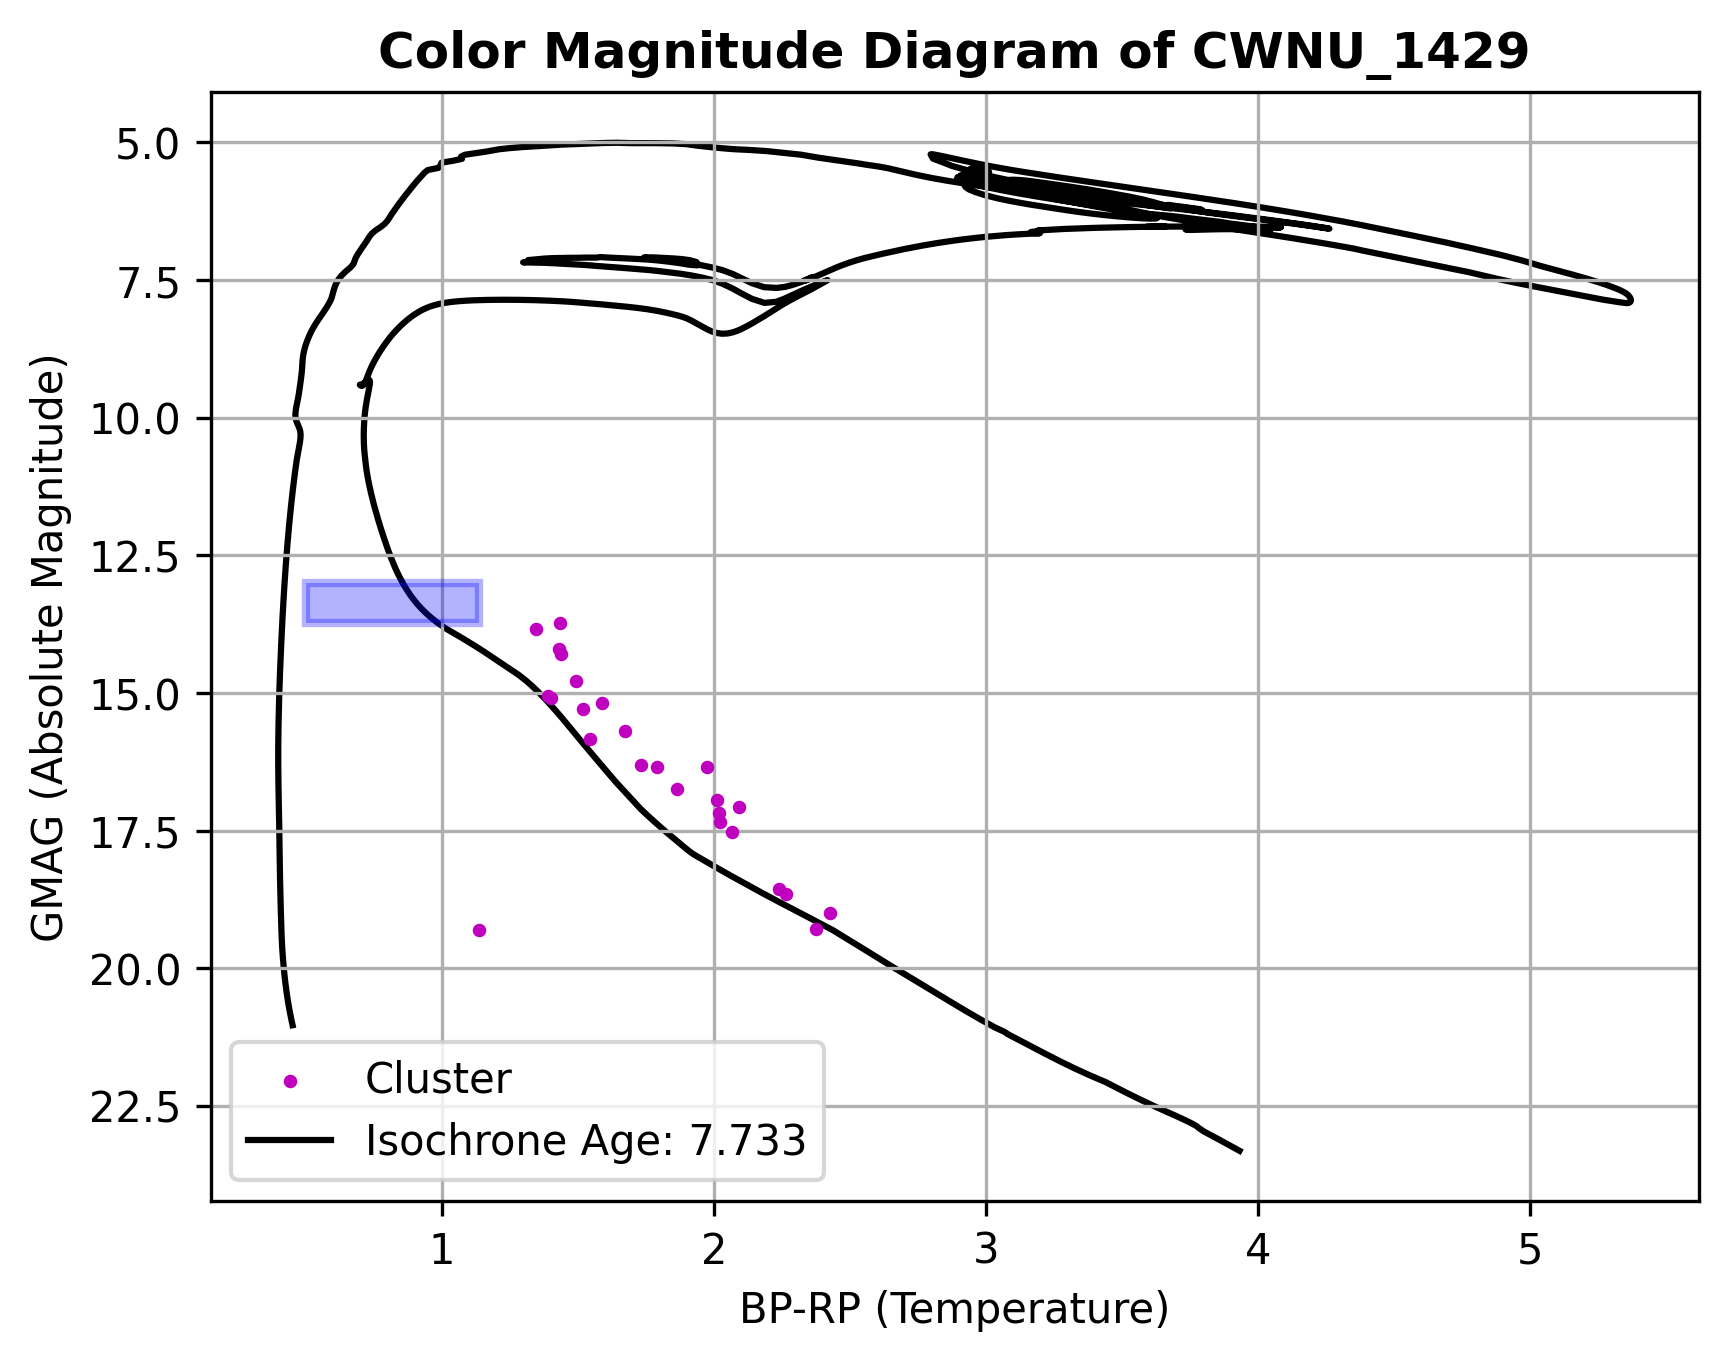 Color Magnitude Diagram of CWNU_1429
GMAG (Absolute Magnitude)
5.0
7.5
10.0
12.5
15.0
17.5
20.0
22.5
Cluster
Isochrone Age: 7.733
1 2 3 4 5
BP-RP (Temperature)